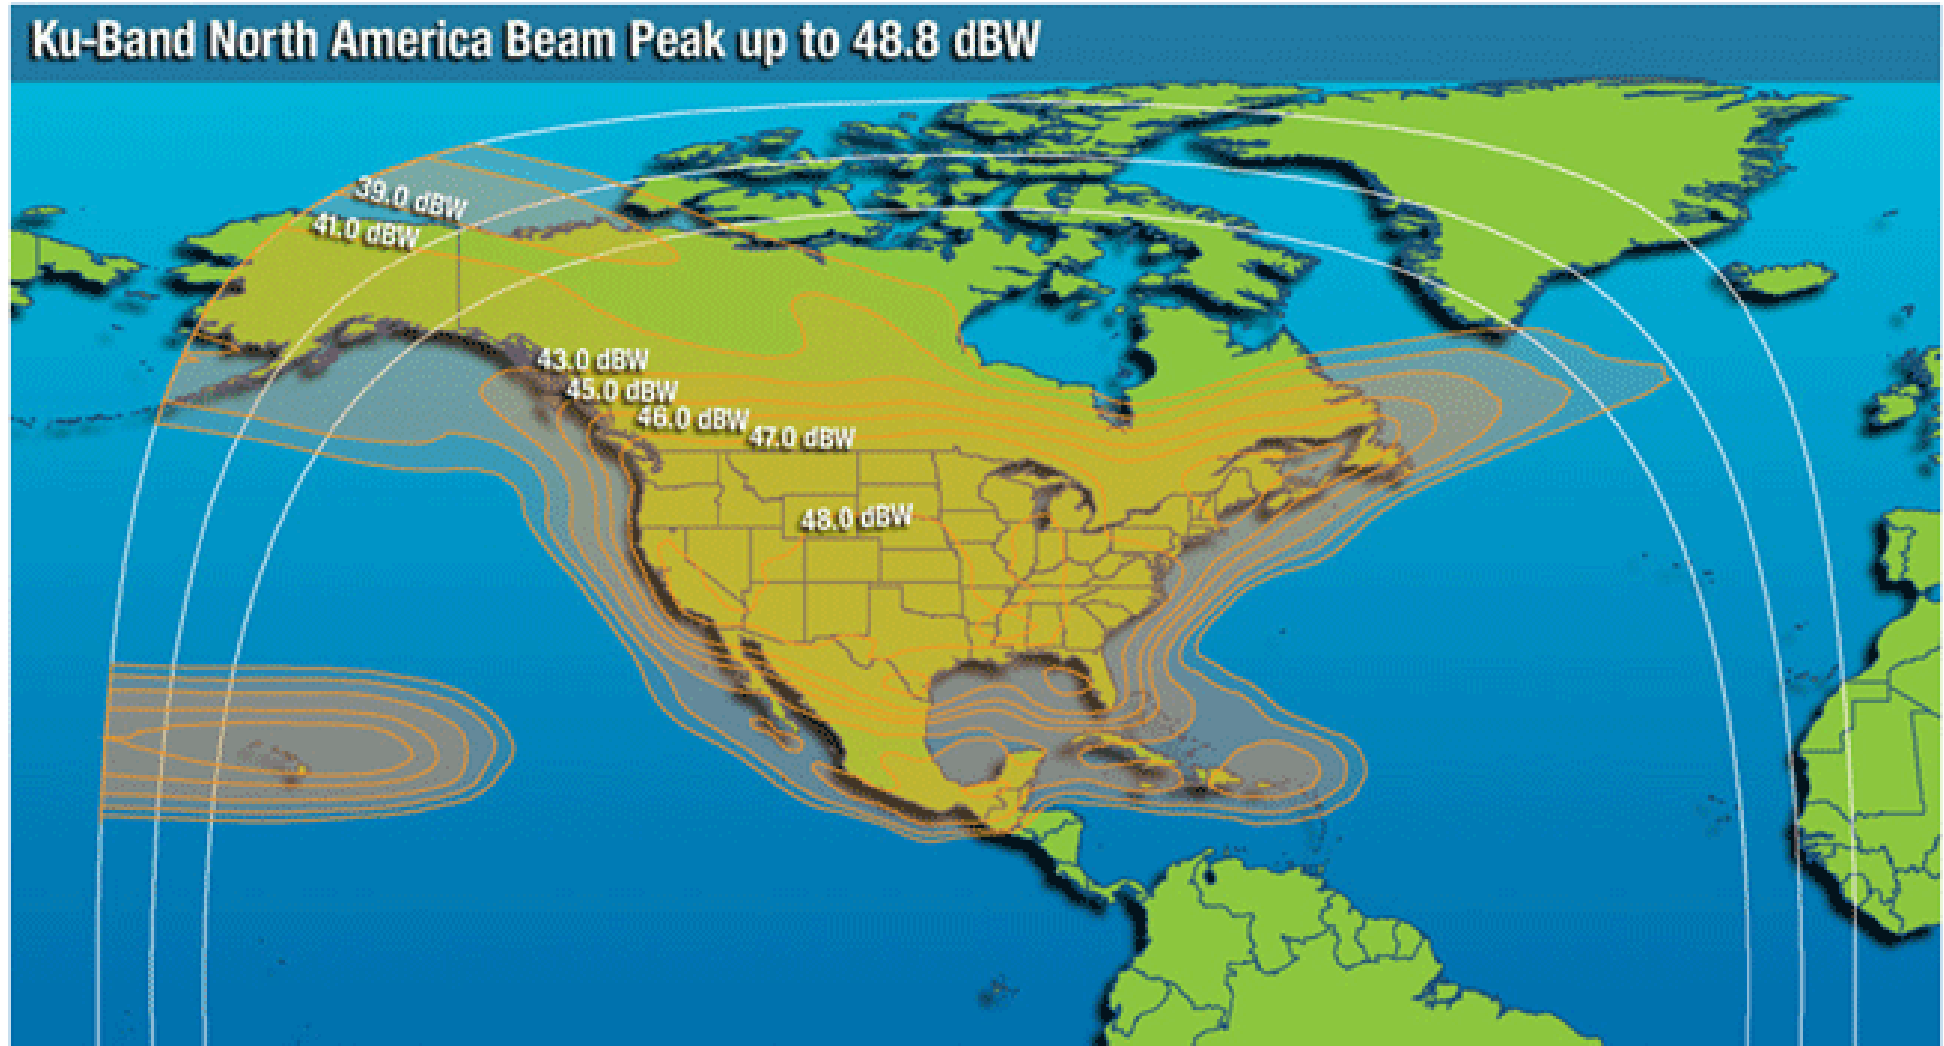 Ku-Band North America Beam Peak up to 48.8 dBW
39.0 dBW
41.0 dBW
43.0 dBW
45.0 dBW
46.0 dBW
47.0 dBW
48.0 dBW